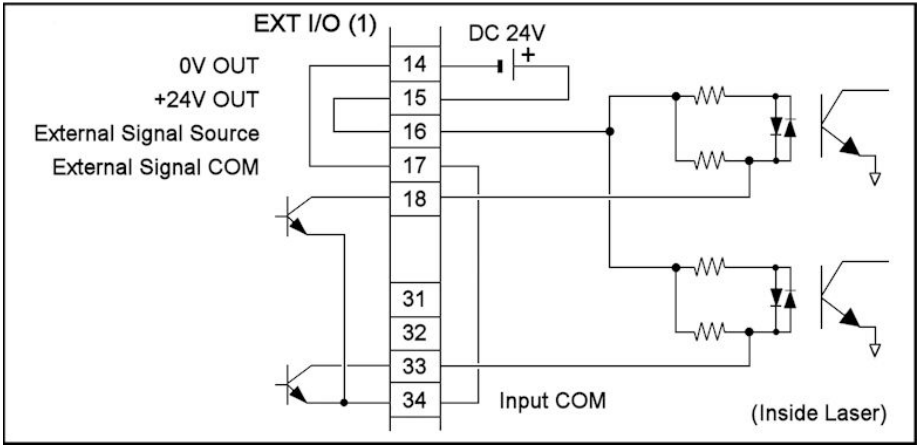 EXT I/O (1)
DC 24V
+
0V OUT
14
+24V OUT
15
External Signal Source
16
External Signal COM
17
18
31
32
33
34
Input COM
(Inside Laser)